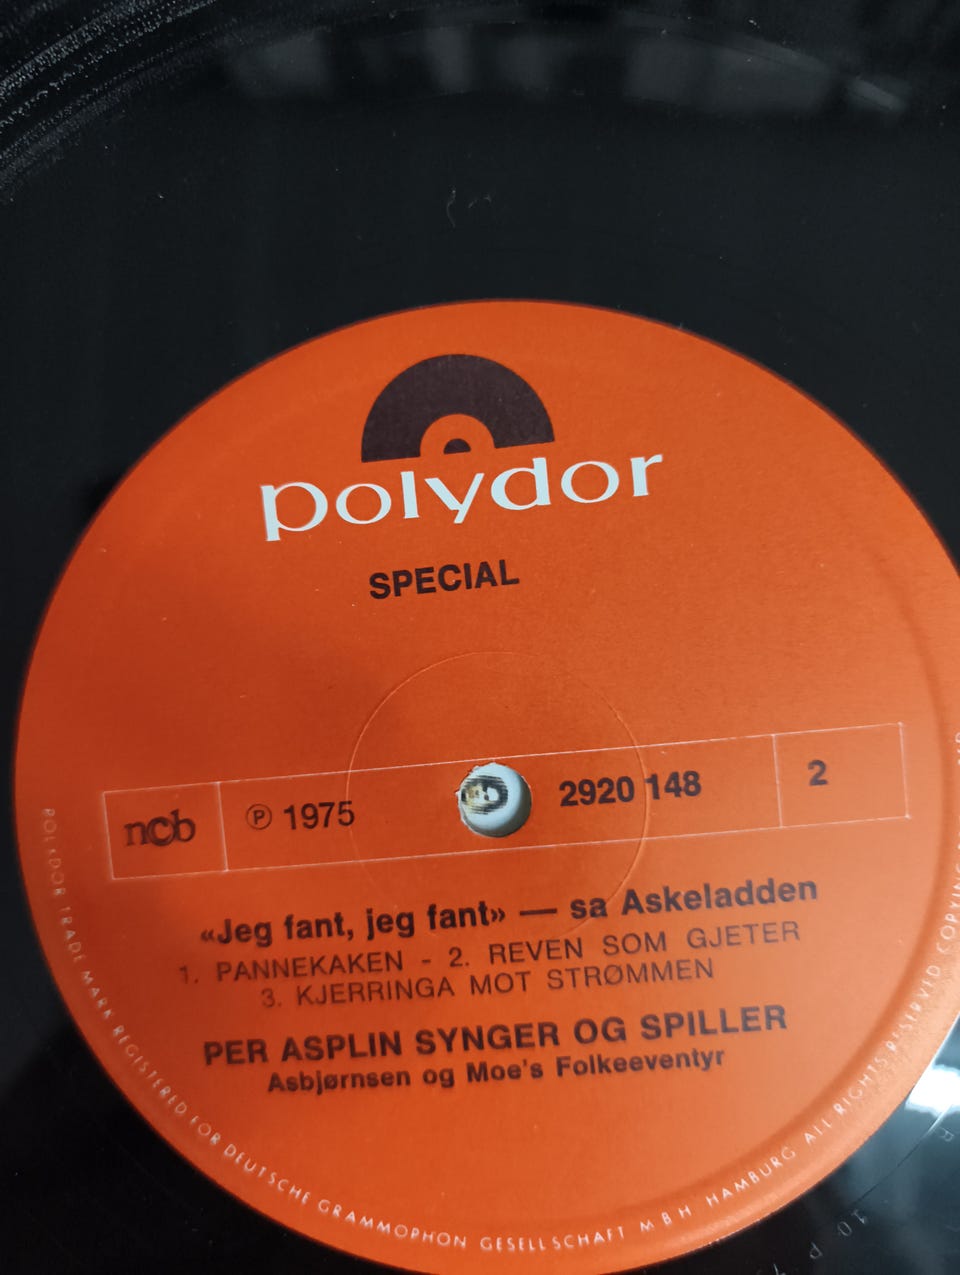 polydor
SPECIAL
ncb
℗ 1975
2920 148
2
«Jeg fant, jeg fant» — sa Askeladden
1. PANNEKAKEN - 2. REVEN SOM GJETER
3. KJERRINGA MOT STRØMMEN
PER ASPLIN SYNGER OG SPILLER
Asbjørnsen og Moe's Folkeeventyr
POLYDOR TRADE MARK REGISTERED FOR DEUTSCHE GRAMMOPHON GESELLSCHAFT MBH HAMBURG ALL RIGHTS RESERVED COPYING